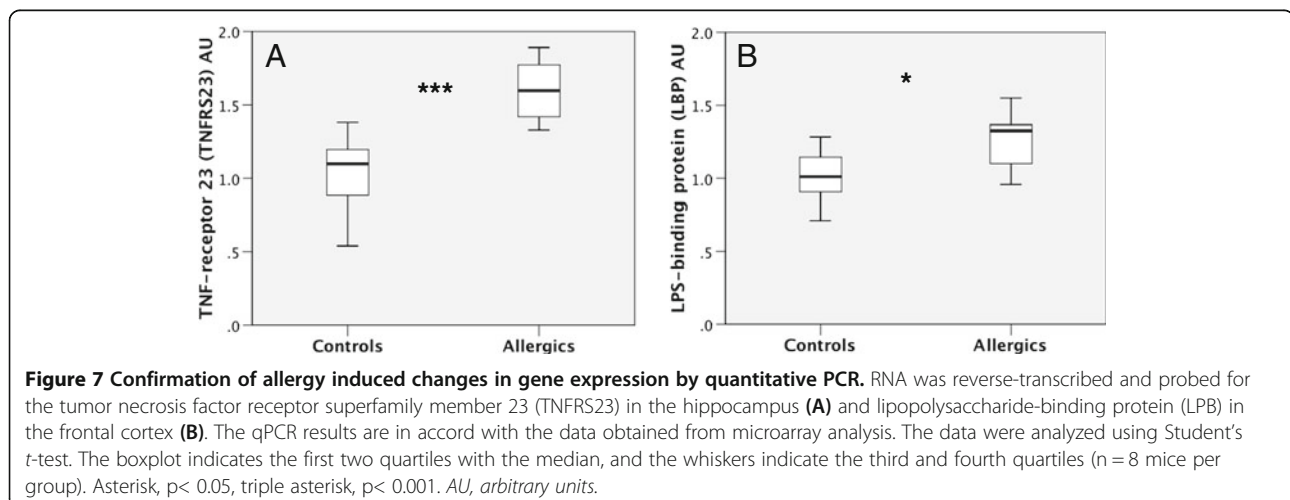 A
***
TNF-receptor 23 (TNFRS23) AU
2.0
1.5
1.0
.5
.0
Controls
Allergics
B
*
LPS-binding protein (LBP) AU
2.0
1.5
1.0
.5
.0
Controls
Allergics
Figure 7 Confirmation of allergy induced changes in gene expression by quantitative PCR. RNA was reverse-transcribed and probed for
the tumor necrosis factor receptor superfamily member 23 (TNFRS23) in the hippocampus (A) and lipopolysaccharide-binding protein (LPB) in
the frontal cortex (B). The qPCR results are in accord with the data obtained from microarray analysis. The data were analyzed using Student's
t-test. The boxplot indicates the first two quartiles with the median, and the whiskers indicate the third and fourth quartiles (n = 8 mice per
group). Asterisk, p< 0.05, triple asterisk, p< 0.001. AU, arbitrary units.